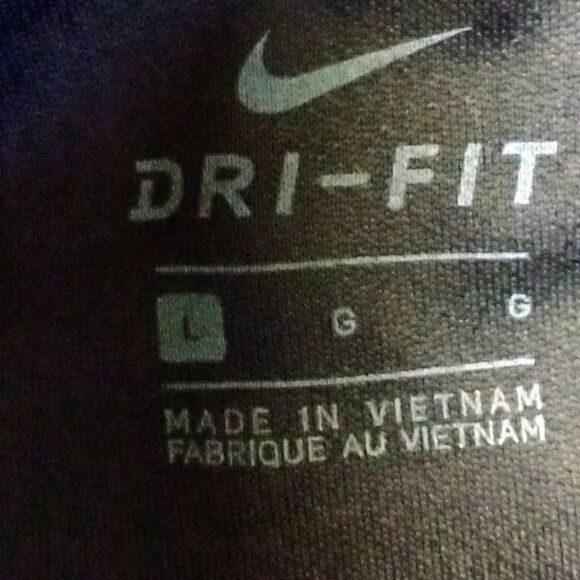 DRI-FIT
L G G
MADE IN VIETNAM
FABRIQUE AU VIETNAM